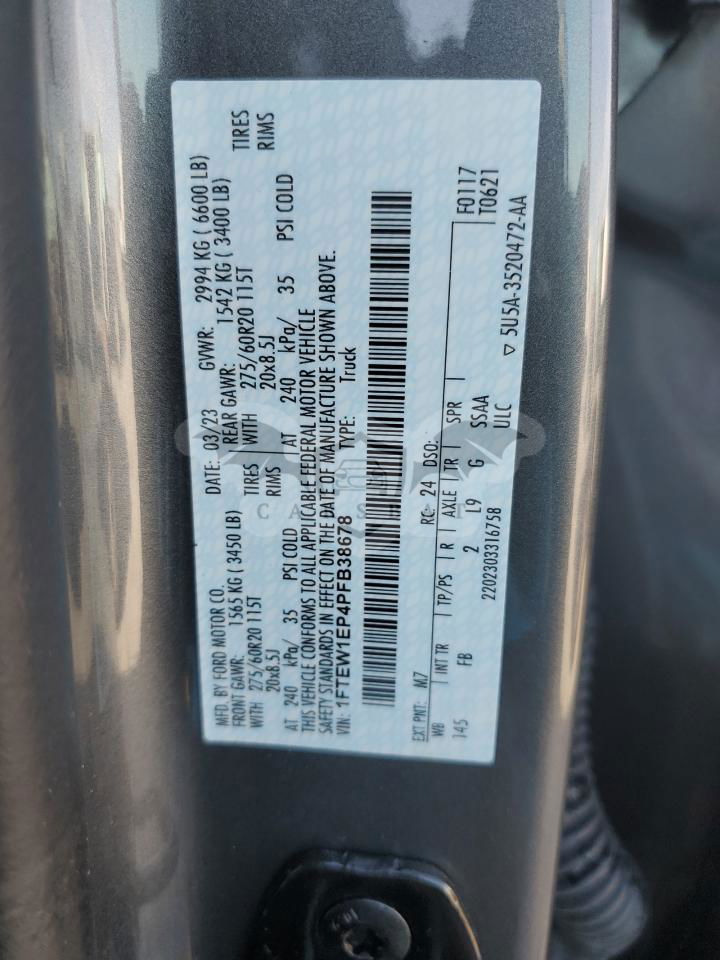 MFD. BY FORD MOTOR CO. DATE: 03/23 GVWR: 2994 KG ( 6600 LB)
FRONT GAWR: 1565 KG ( 3450 LB) REAR GAWR: 1542 KG ( 3400 LB)
WITH 275/60R20 115T TIRES WITH 275/60R20 115T TIRES
20x8.5J RIMS 20x8.5J RIMS
AT 240 kPa/ 35 PSI COLD AT 240 kPa/ 35 PSI COLD
THIS VEHICLE CONFORMS TO ALL APPLICABLE FEDERAL MOTOR VEHICLE
SAFETY STANDARDS IN EFFECT ON THE DATE OF MANUFACTURE SHOWN ABOVE.
VIN: 1FTEW1EP4PFB38678 TYPE: Truck
EXT PNT: M7 RC: 24 DSO: F0117
WB INT TR TP/PS R AXLE TR SPR T0621
145 FB 2 L9 G SSAA
2202303316758 ULC
▽ 5U5A-3520472-AA